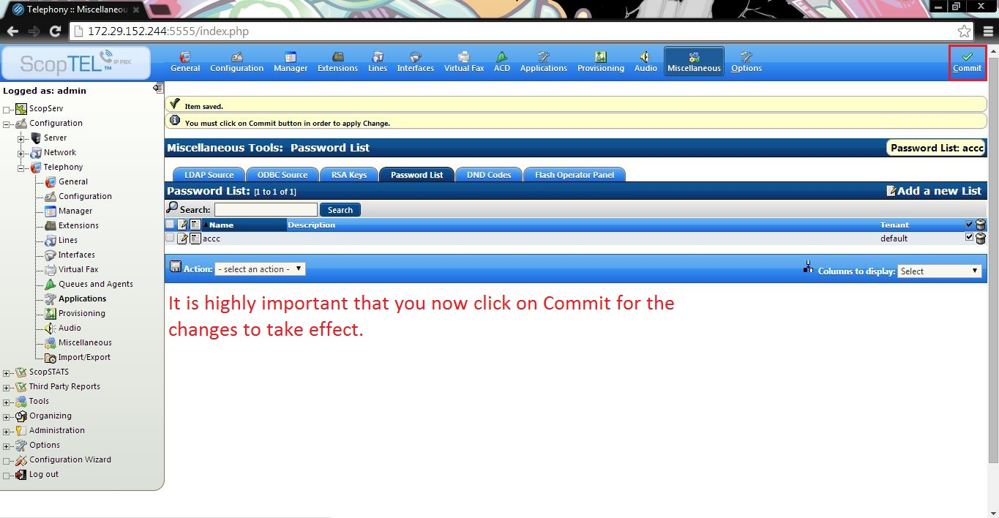 Telephony :: Miscellaneou
172.29.152.244:5555/index.php
ScopTEL™ IP PBX
General Configuration Manager Extensions Lines Interfaces Virtual Fax ACD Applications Provisioning Audio Miscellaneous Options Commit
Logged as: admin
ScopServ
Configuration
Server
Network
Telephony
General
Configuration
Manager
Extensions
Lines
Interfaces
Virtual Fax
Queues and Agents
Applications
Provisioning
Audio
Miscellaneous
Import/Export
ScopSTATS
Third Party Reports
Tools
Organizing
Administration
Options
Configuration Wizard
Log out
Item saved.
You must click on Commit button in order to apply Change.
Miscellaneous Tools: Password List
Password List: accc
LDAP Source ODBC Source RSA Keys Password List DND Codes Flash Operator Panel
Password List: [1 to 1 of 1] Add a new List
Search: Search
Name Description Tenant
accc default
Action: - select an action - Columns to display: Select
It is highly important that you now click on Commit for the
changes to take effect.